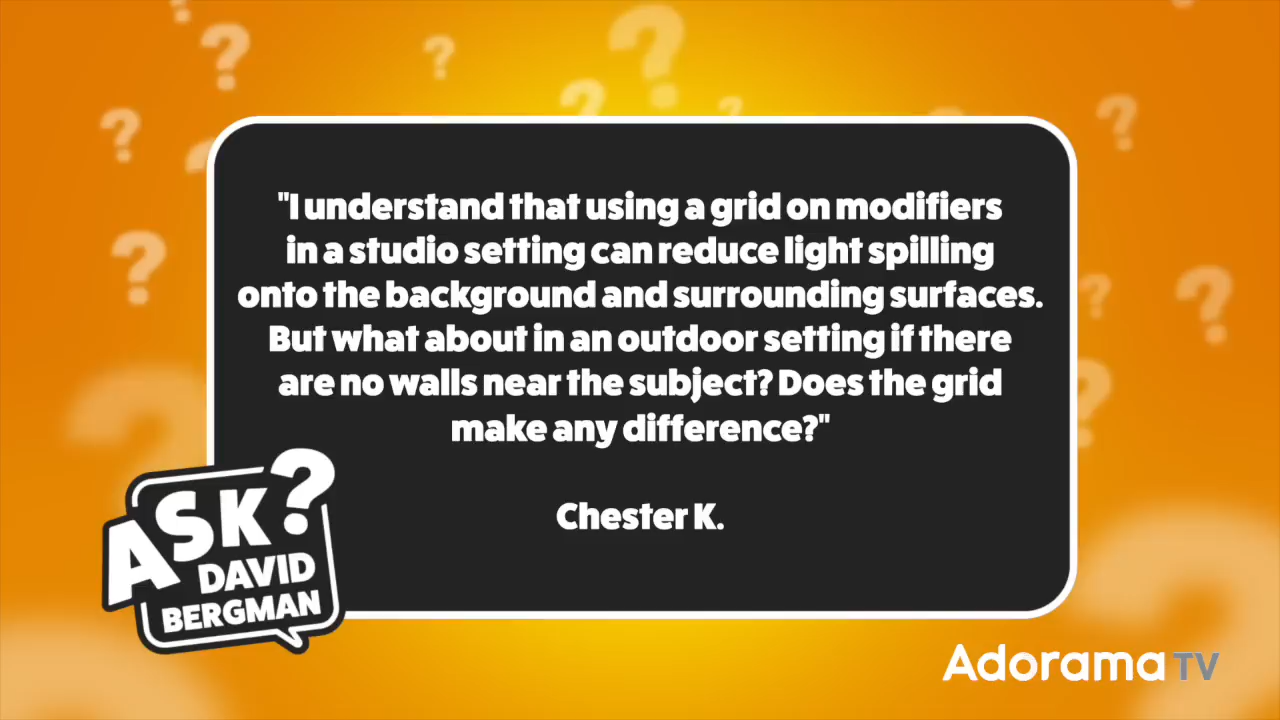 "I understand that using a grid on modifiers
in a studio setting can reduce light spilling
onto the background and surrounding surfaces.
But what about in an outdoor setting if there
are no walls near the subject? Does the grid
make any difference?"
Chester K.
ASK?
DAVID
BERGMAN
Adorama TV